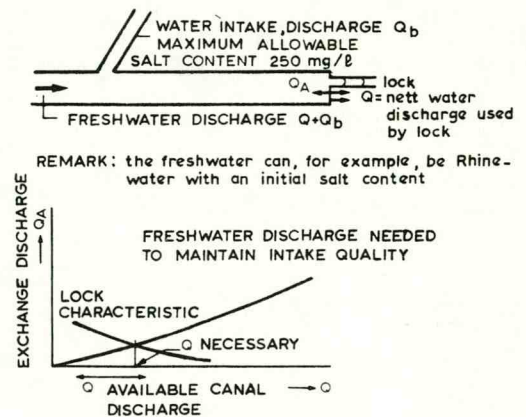 WATER INTAKE, DISCHARGE Qb
MAXIMUM ALLOWABLE
SALT CONTENT 250 mg/ℓ
QA
lock
Q= nett water
discharge used
by lock
FRESHWATER DISCHARGE Q+Qb
REMARK: the freshwater can, for example, be Rhine-
water with an initial salt content
EXCHANGE DISCHARGE
QA
FRESHWATER DISCHARGE NEEDED
TO MAINTAIN INTAKE QUALITY
LOCK
CHARACTERISTIC
Q NECESSARY
Q AVAILABLE CANAL
DISCHARGE
Q